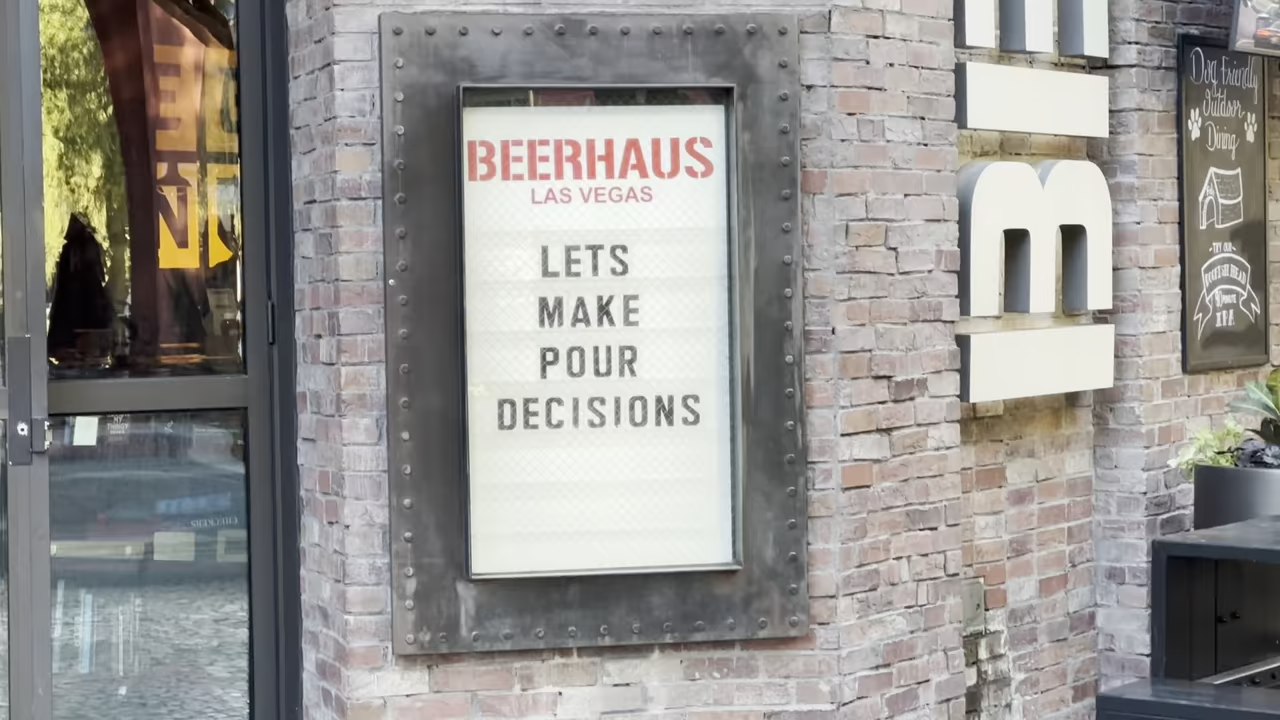 BEERHAUS
LAS VEGAS
LETS
MAKE
POUR
DECISIONS
Dog Friendly
Outdoor
Dining
TRY OUR